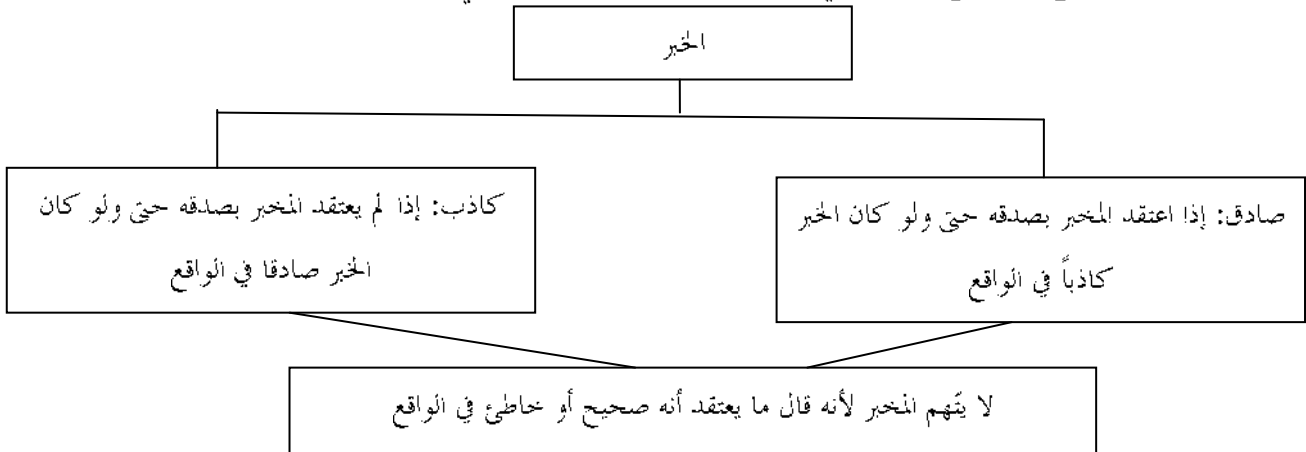 الخبر
صادق: إذا اعتقد المخبر بصدقه حتى ولو كان الخبر
كاذباً في الواقع
كاذب: إذا لم يعتقد المخبر بصدقه حتى ولو كان
الخبر صادقا في الواقع
لا يتّهم المخبر لأنه قال ما يعتقد أنه صحيح أو خاطئ في الواقع